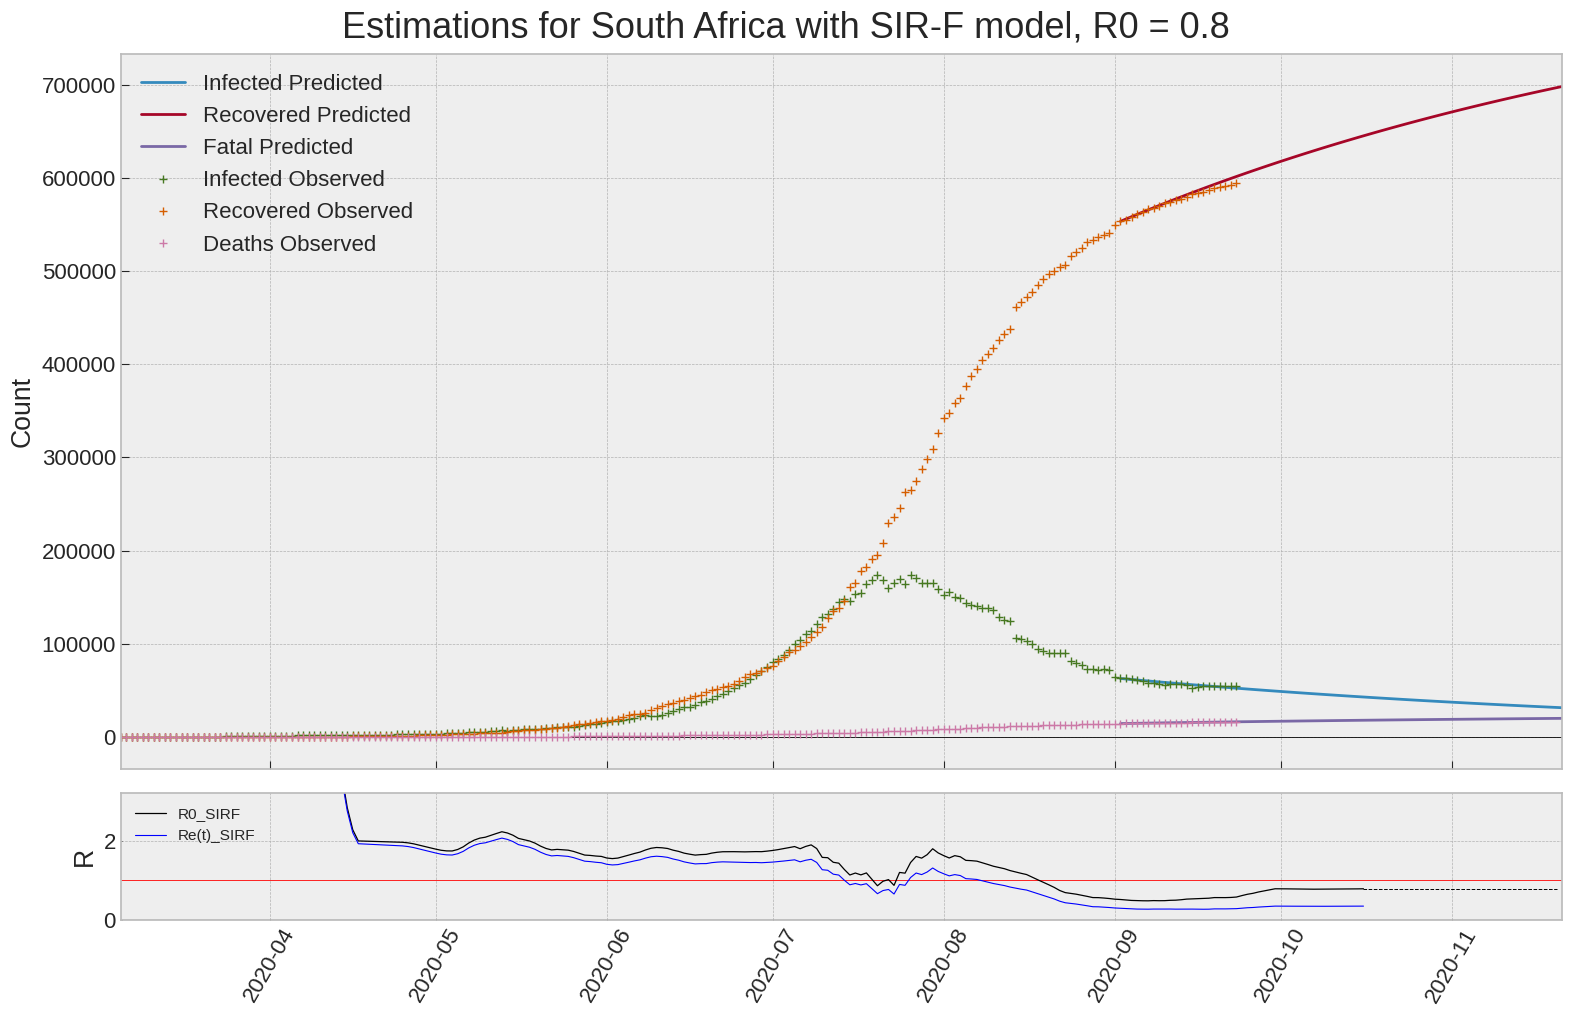 Estimations for South Africa with SIR-F model, R0 = 0.8
Infected Predicted
Recovered Predicted
Fatal Predicted
Infected Observed
Recovered Observed
Deaths Observed
700000
600000
500000
400000
300000
200000
100000
0
Count
R0_SIRF
Re(t)_SIRF
2
0
R
2020-04
2020-05
2020-06
2020-07
2020-08
2020-09
2020-10
2020-11